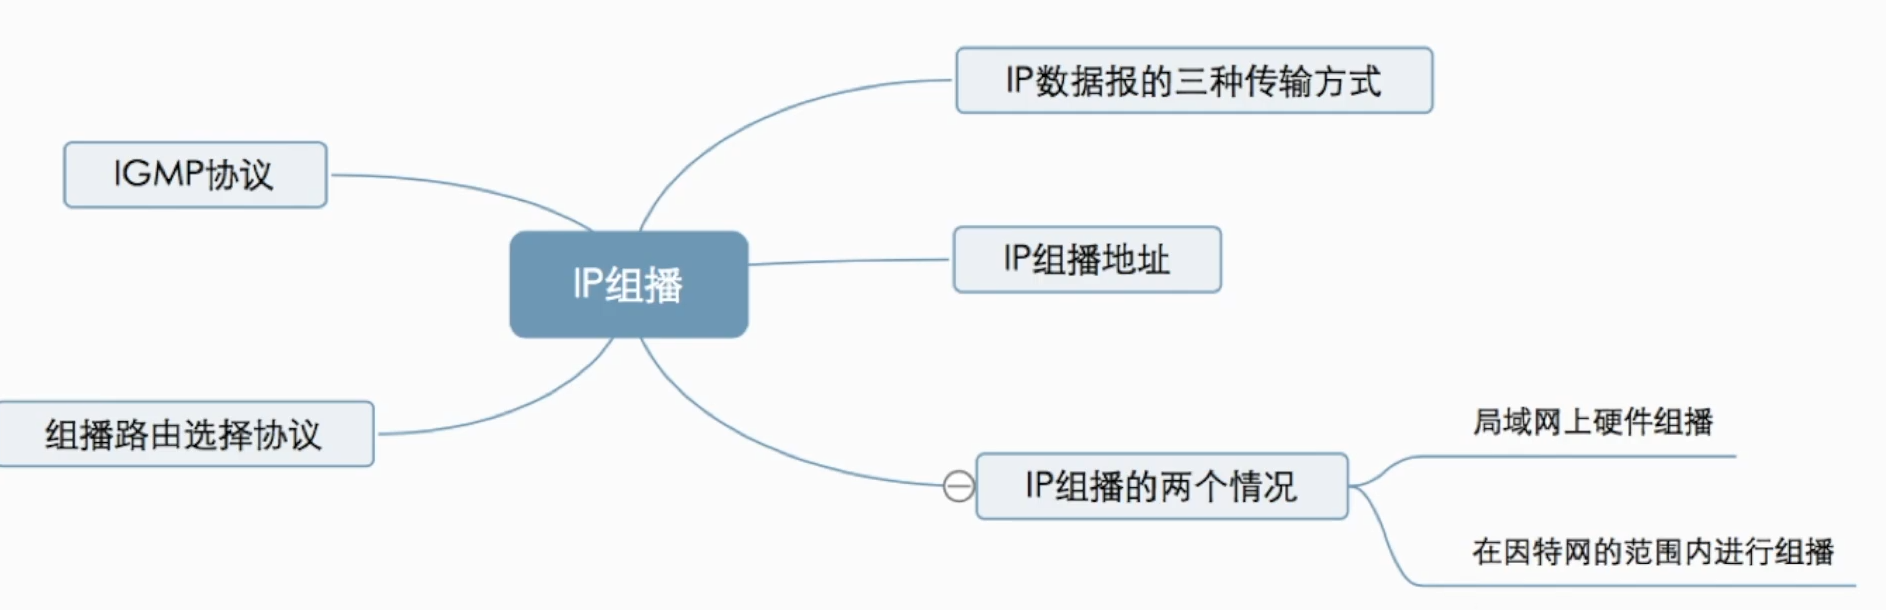 IP数据报的三种传输方式
IGMP协议
IP组播地址
IP组播
局域网上硬件组播
组播路由选择协议
IP组播的两个情况
在因特网的范围内进行组播